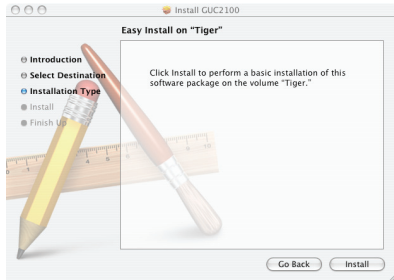 Install GUC2100
Easy Install on “Tiger”
Introduction
Select Destination
Installation Type
Install
Finish Up
Click Install to perform a basic installation of this
software package on the volume “Tiger.”
Go Back
Install